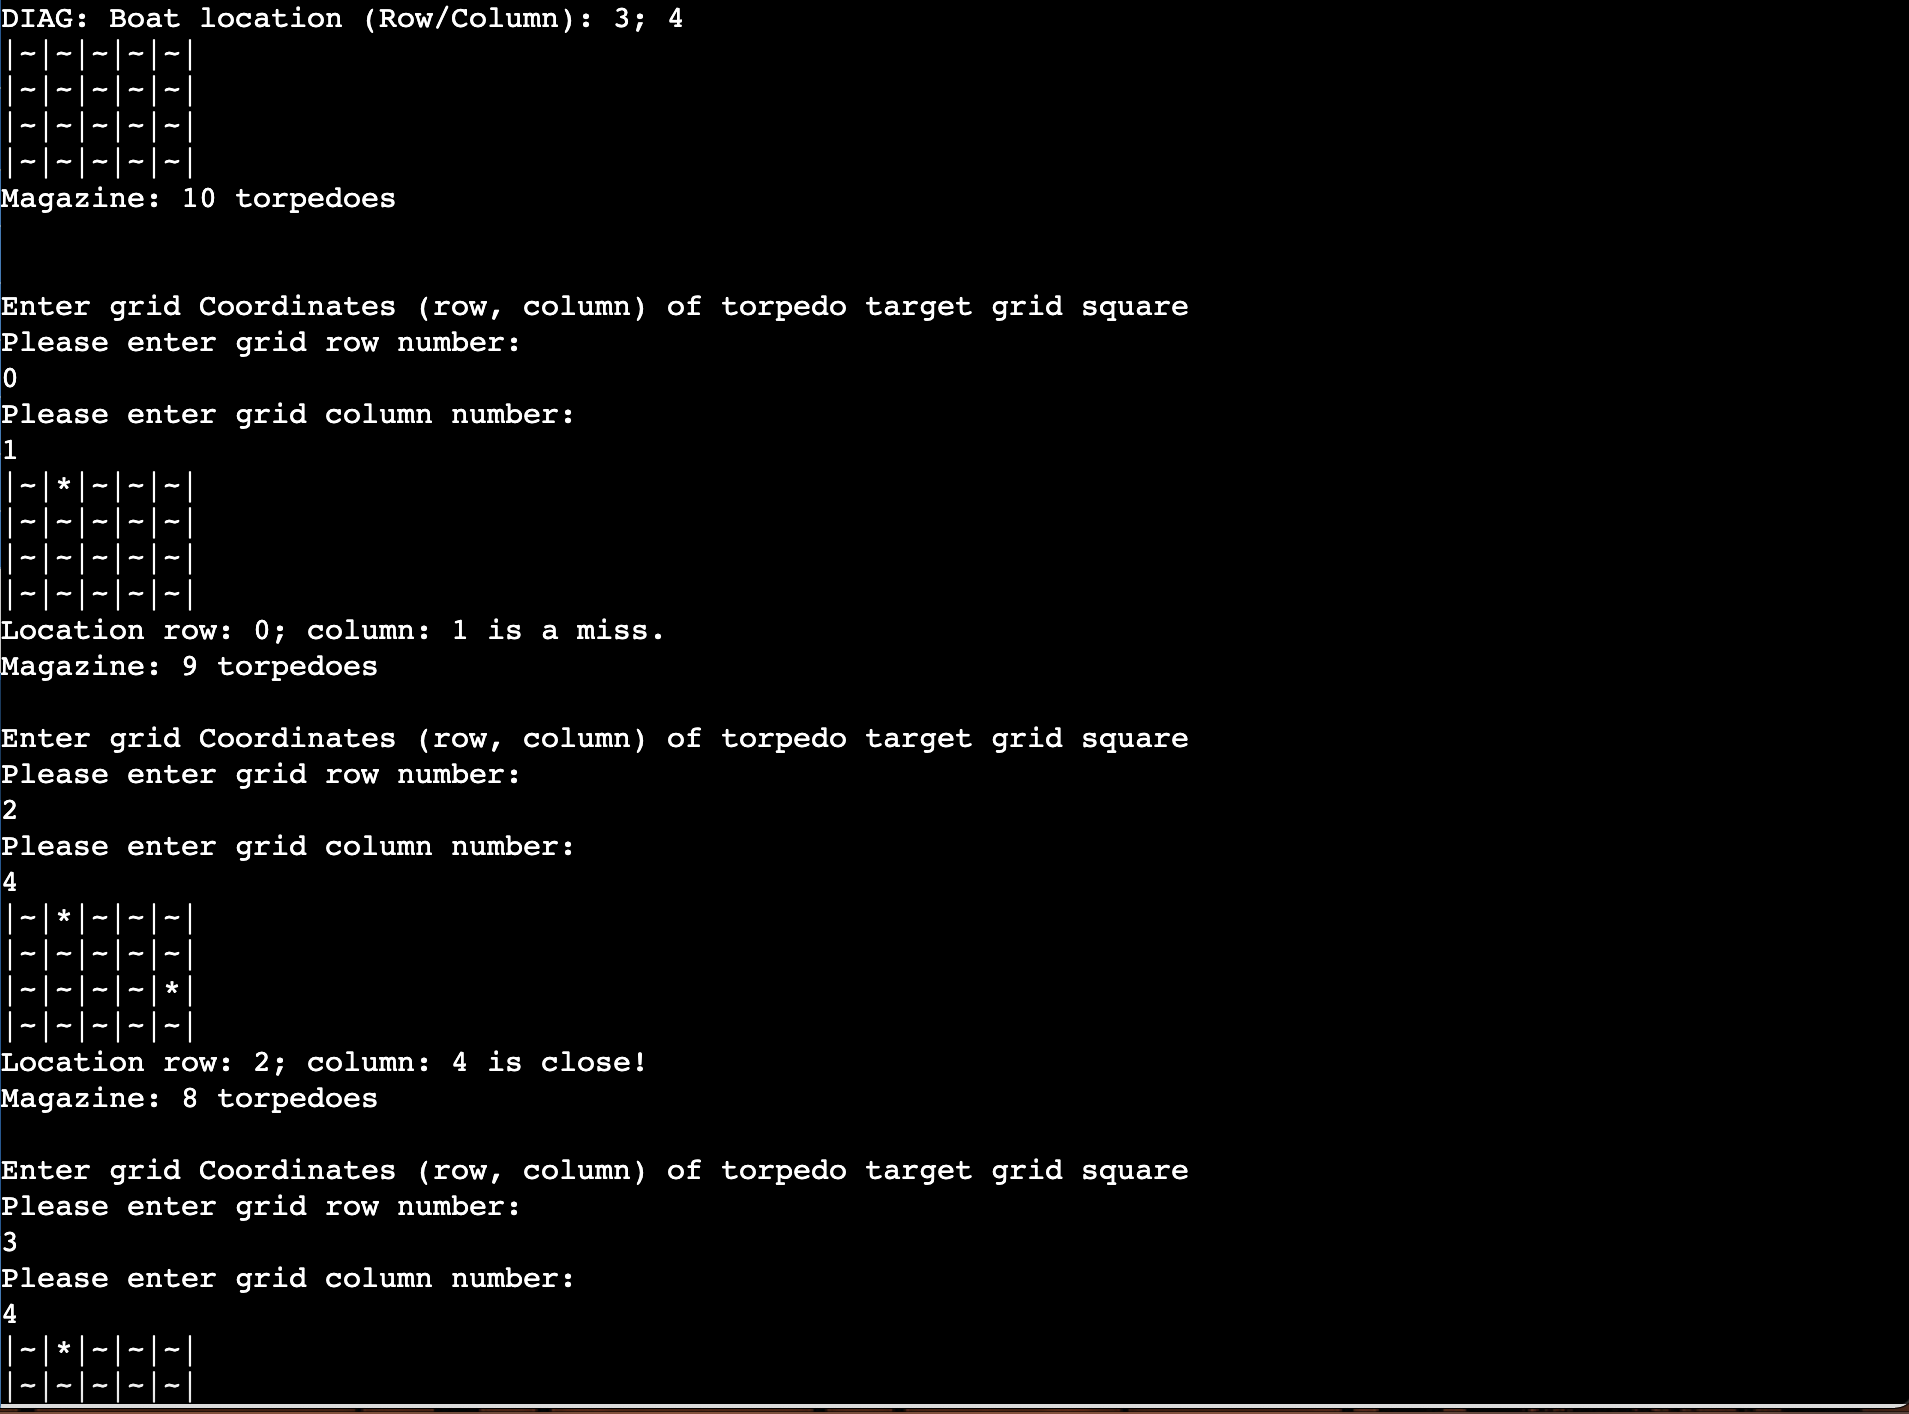 DIAG: Boat location (Row/Column): 3; 4
|~|~|~|~|~|
|~|~|~|~|~|
|~|~|~|~|~|
|~|~|~|~|~|
Magazine: 10 torpedoes
Enter grid Coordinates (row, column) of torpedo target grid square
Please enter grid row number:
0
Please enter grid column number:
1
|~|*|~|~|~|
|~|~|~|~|~|
|~|~|~|~|~|
|~|~|~|~|~|
Location row: 0; column: 1 is a miss.
Magazine: 9 torpedoes
Enter grid Coordinates (row, column) of torpedo target grid square
Please enter grid row number:
2
Please enter grid column number:
4
|~|*|~|~|~|
|~|~|~|~|~|
|~|~|~|~|*|
|~|~|~|~|~|
Location row: 2; column: 4 is close!
Magazine: 8 torpedoes
Enter grid Coordinates (row, column) of torpedo target grid square
Please enter grid row number:
3
Please enter grid column number:
4
|~|*|~|~|~|
|~|~|~|~|~|